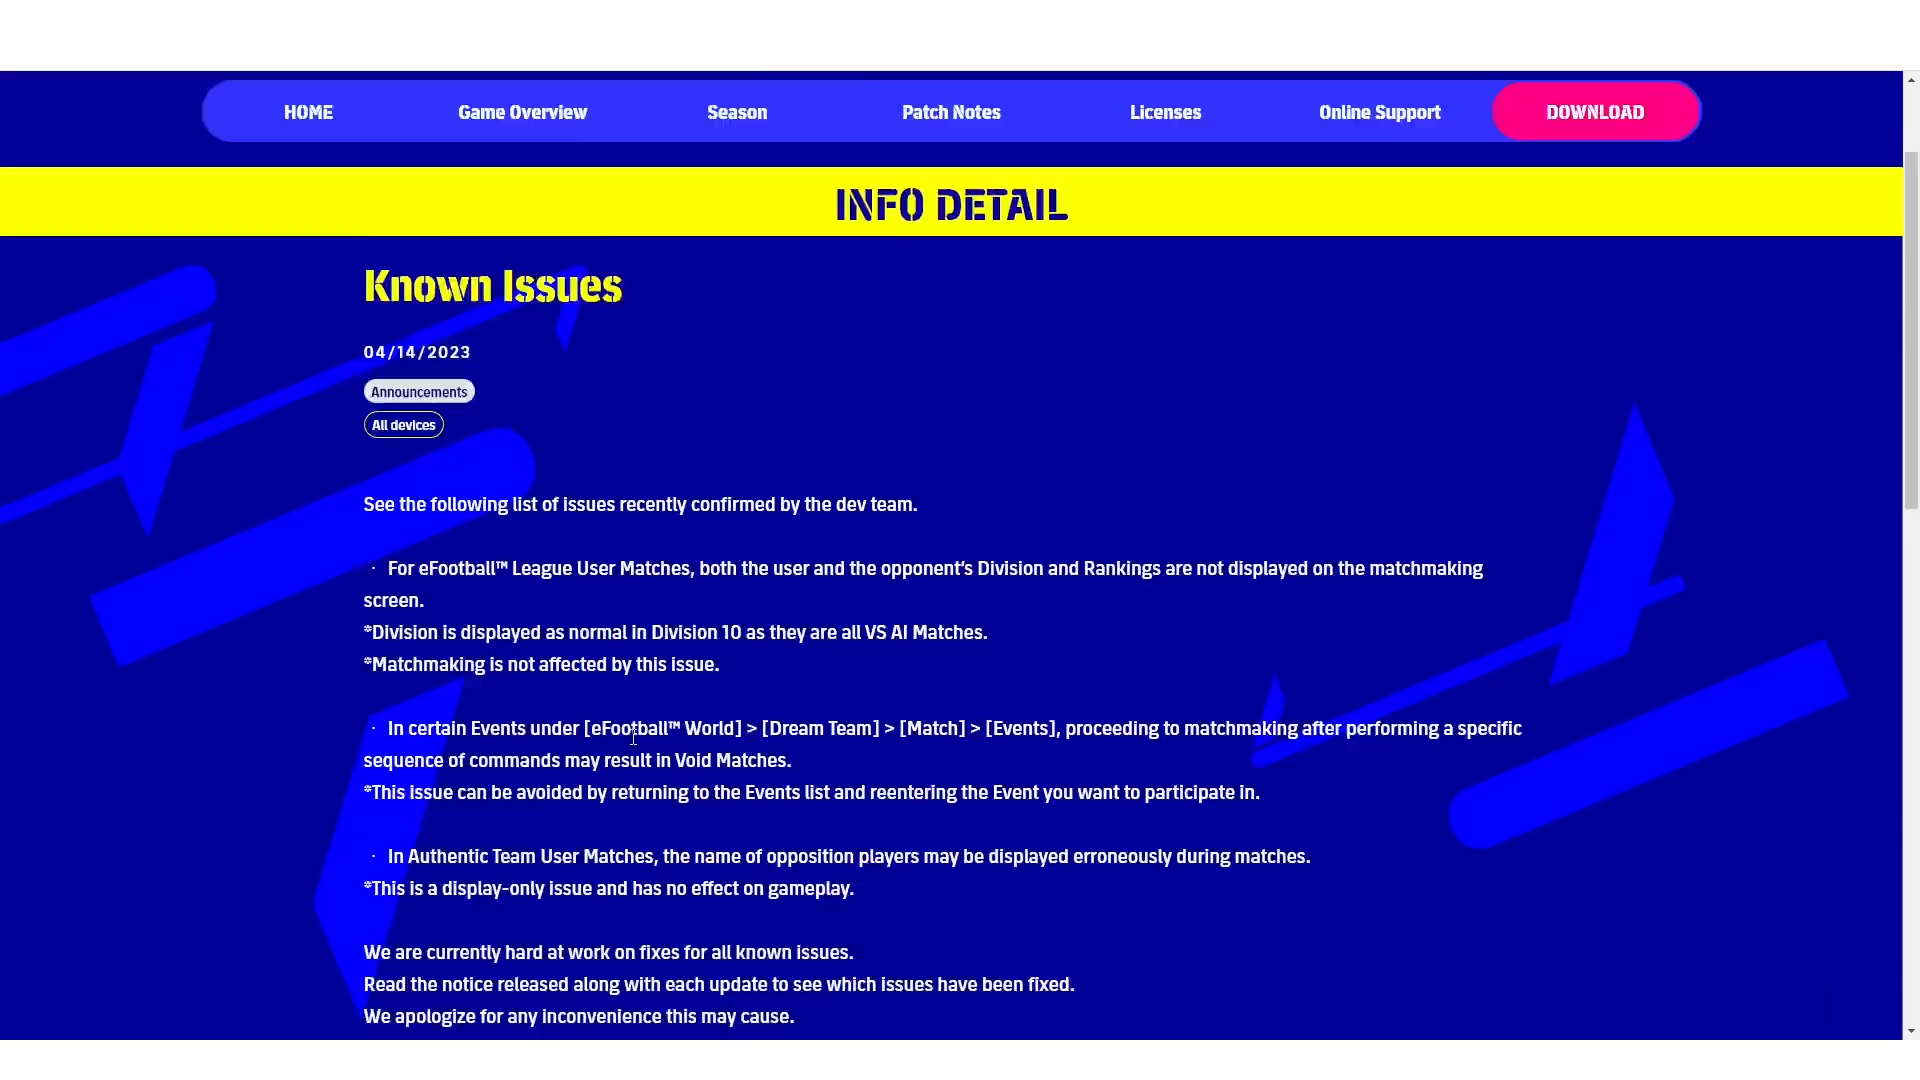 HOME Game Overview Season Patch Notes Licenses Online Support DOWNLOAD
INFO DETAIL
Known Issues
04/14/2023
Announcements
All devices
See the following list of issues recently confirmed by the dev team.
・ For eFootball™ League User Matches, both the user and the opponent's Division and Rankings are not displayed on the matchmaking
screen.
*Division is displayed as normal in Division 10 as they are all VS AI Matches.
*Matchmaking is not affected by this issue.
・ In certain Events under [eFootball™ World] > [Dream Team] > [Match] > [Events], proceeding to matchmaking after performing a specific
sequence of commands may result in Void Matches.
*This issue can be avoided by returning to the Events list and reentering the Event you want to participate in.
・ In Authentic Team User Matches, the name of opposition players may be displayed erroneously during matches.
*This is a display-only issue and has no effect on gameplay.
We are currently hard at work on fixes for all known issues.
Read the notice released along with each update to see which issues have been fixed.
We apologize for any inconvenience this may cause.